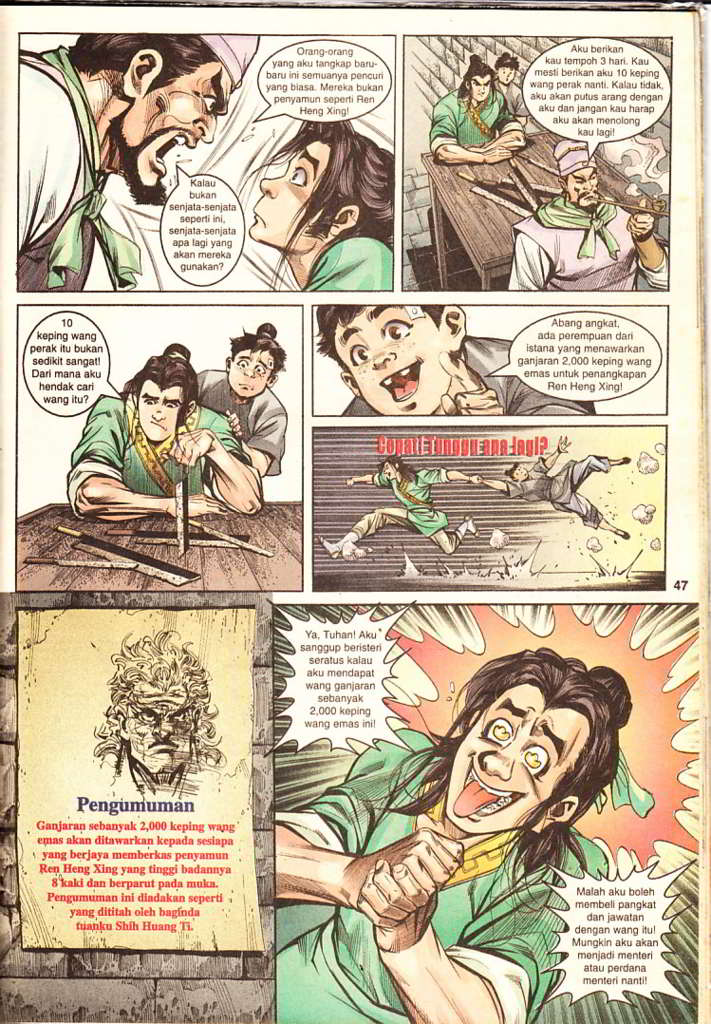 Orang-orang
yang aku tangkap baru-
baru ini semuanya pencuri
yang biasa. Mereka bukan
penyamun seperti Ren
Heng Xing!
Kalau
bukan
senjata-senjata
seperti ini,
senjata-senjata
apa lagi yang
akan mereka
gunakan?
Aku berikan
kau tempoh 3 hari. Kau
mesti berikan aku 10 keping
wang perak nanti. Kalau tidak,
aku akan putus arang dengan
aku dan jangan kau harap
aku akan menolong
kau lagi!
10
keping wang
perak itu bukan
sedikit sangat!
Dari mana aku
hendak cari
wang itu?
Abang angkat,
ada perempuan dari
istana yang menawarkan
ganjaran 2,000 keping wang
emas untuk penangkapan
Ren Heng Xing!
Cepat! Tunggu apa lagi?
47
Pengumuman
Ganjaran sebanyak 2,000 keping wang
emas akan ditawarkan kepada sesiapa
yang berjaya memberkas penyamun
Ren Heng Xing yang tinggi badannya
8 kaki dan berparut pada muka.
Pengumuman ini diadakan seperti
yang dititah oleh baginda
tuanku Shih Huang Ti.
Ya, Tuhan! Aku
sanggup beristeri
seratus kalau
aku mendapat
wang ganjaran
sebanyak
2,000 keping
wang emas ini!
Malah aku boleh
membeli pangkat
dan jawatan
dengan wang itu!
Mungkin aku akan
menjadi menteri
atau perdana
menteri nanti!